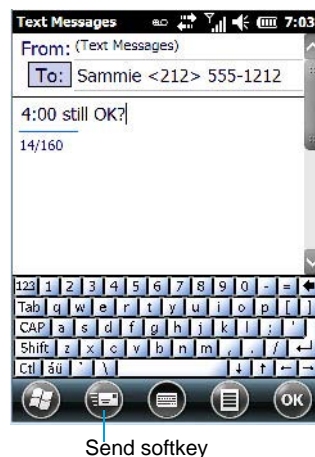 Text Messages 7:03
From: (Text Messages)
To: Sammie <212> 555-1212
4:00 still OK?
14/160
123 1 2 3 4 5 6 7 8 9 0 - =
Tab q w e r t y u i o p [ ]
CAP a s d f g h j k l ; '
Shift z x c v b n m , . /
Ctl áü ` \
OK
Send softkey